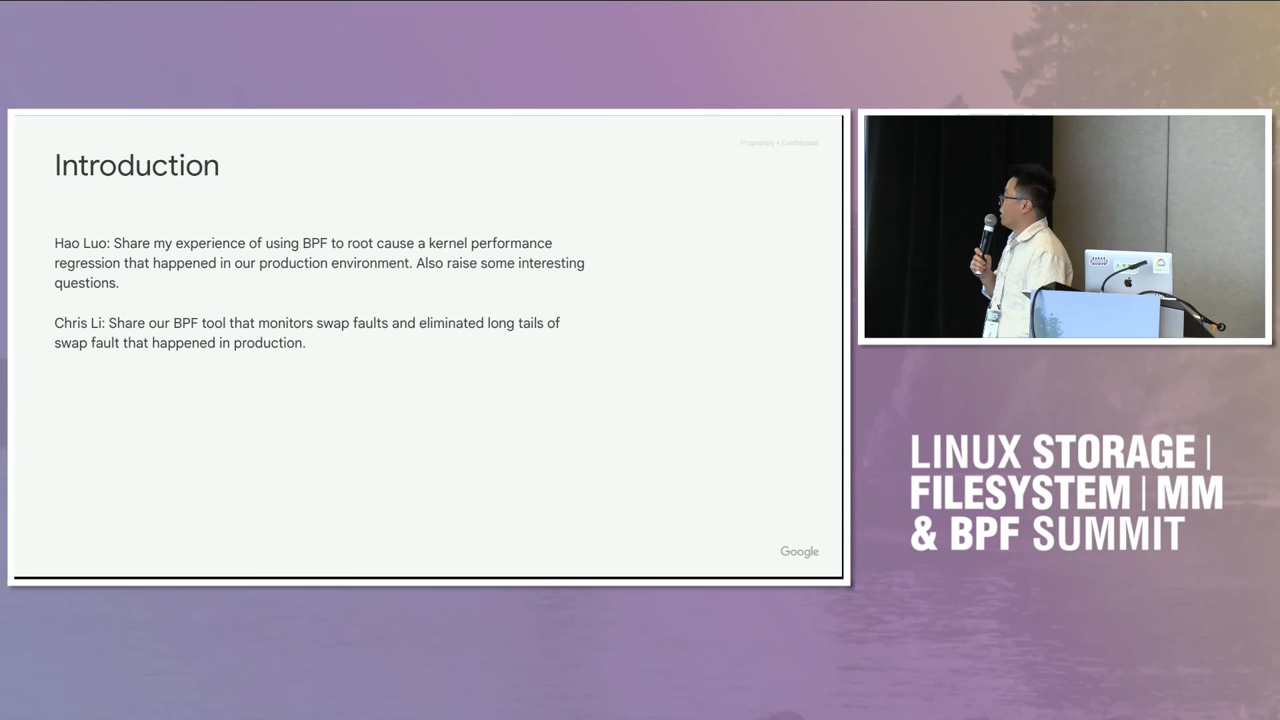 Proprietary + Confidential
Introduction
Hao Luo: Share my experience of using BPF to root cause a kernel performance
regression that happened in our production environment. Also raise some interesting
questions.
Chris Li: Share our BPF tool that monitors swap faults and eliminated long tails of
swap fault that happened in production.
Google
LINUX STORAGE |
FILESYSTEM | MM
& BPF SUMMIT